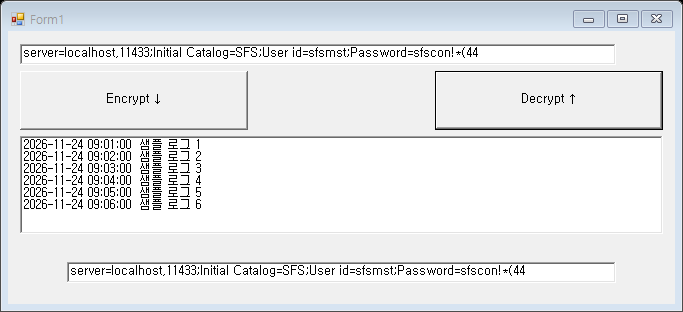 Form1
server=localhost,11433;Initial Catalog=SFS;User id=sfsmst;Password=sfscon!*(44
Encrypt ↓
Decrypt ↑
2026-11-24 09:01:00 샘플 로그 1
2026-11-24 09:02:00 샘플 로그 2
2026-11-24 09:03:00 샘플 로그 3
2026-11-24 09:04:00 샘플 로그 4
2026-11-24 09:05:00 샘플 로그 5
2026-11-24 09:06:00 샘플 로그 6
server=localhost,11433;Initial Catalog=SFS;User id=sfsmst;Password=sfscon!*(44